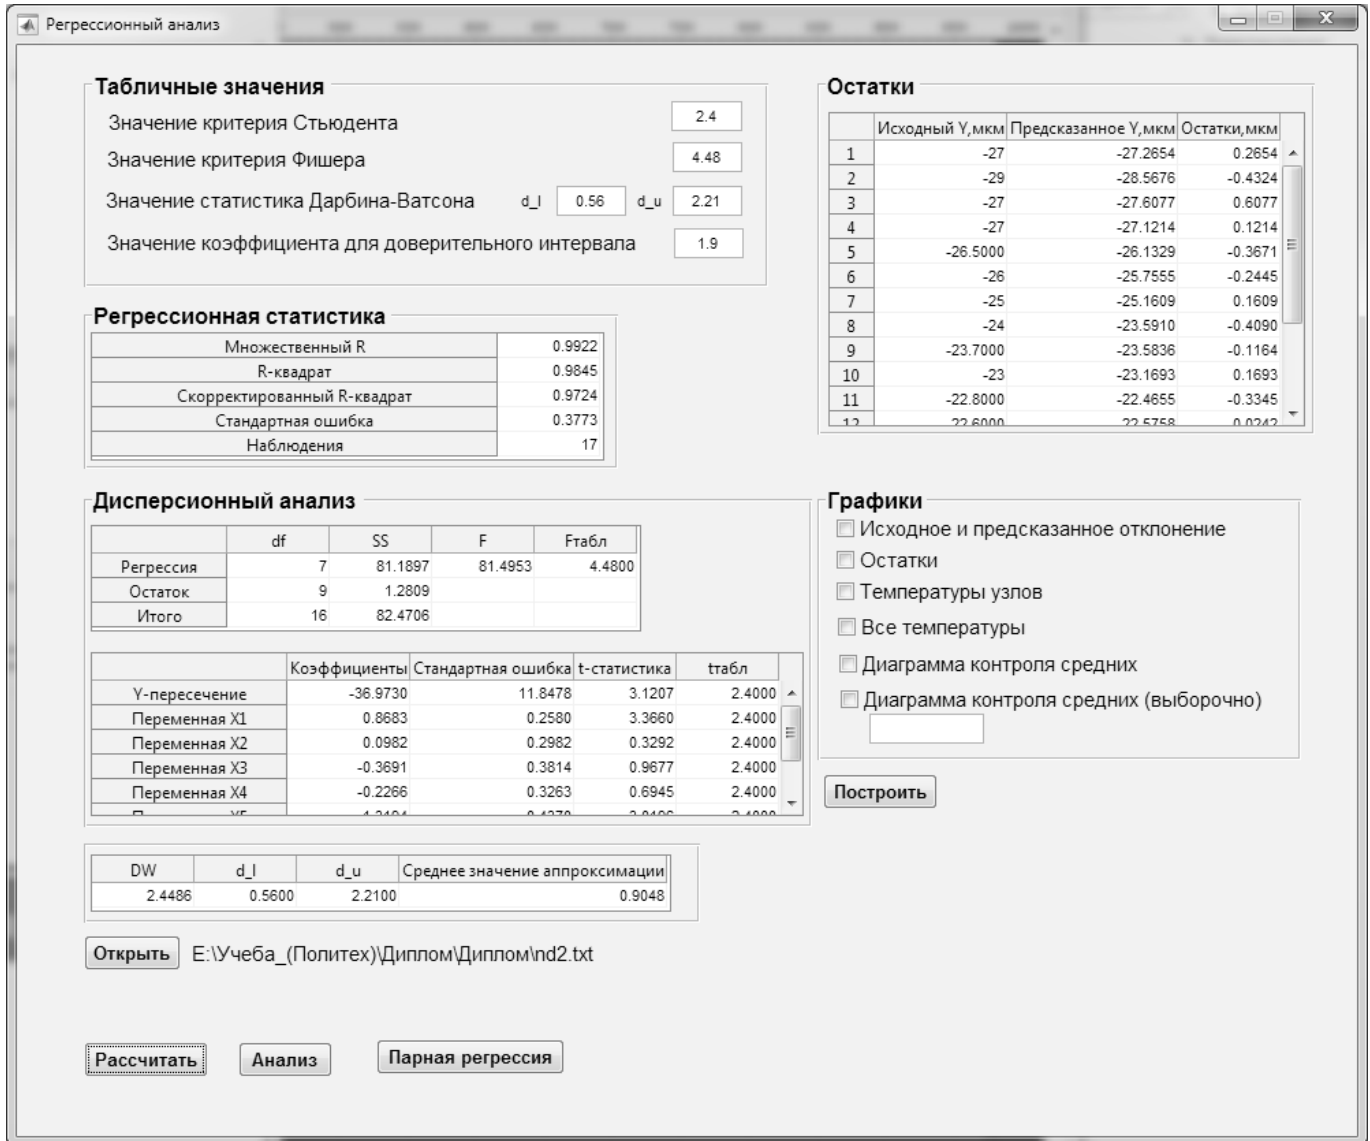 Регрессионный анализ
Табличные значения
Значение критерия Стьюдента 2.4
Значение критерия Фишера 4.48
Значение статистика Дарбина-Ватсона d_l 0.56 d_u 2.21
Значение коэффициента для доверительного интервала 1.9
Регрессионная статистика
Множественный R 0.9922
R-квадрат 0.9845
Скорректированный R-квадрат 0.9724
Стандартная ошибка 0.3773
Наблюдения 17
Дисперсионный анализ
df SS F Fтабл
Регрессия 7 81.1897 81.4953 4.4800
Остаток 9 1.2809
Итого 16 82.4706
Коэффициенты Стандартная ошибка t-статистика tтабл
Y-пересечение -36.9730 11.8478 3.1207 2.4000
Переменная X1 0.8683 0.2580 3.3660 2.4000
Переменная X2 0.0982 0.2982 0.3292 2.4000
Переменная X3 -0.3691 0.3814 0.9677 2.4000
Переменная X4 -0.2266 0.3263 0.6945 2.4000
DW d_l d_u Среднее значение аппроксимации
2.4486 0.5600 2.2100 0.9048
Открыть E:\Учеба_(Политех)\Диплом\Диплом\nd2.txt
Рассчитать Анализ Парная регрессия
Остатки
Исходный Y,мкм Предсказанное Y,мкм Остатки,мкм
1 -27 -27.2654 0.2654
2 -29 -28.5676 -0.4324
3 -27 -27.6077 0.6077
4 -27 -27.1214 0.1214
5 -26.5000 -26.1329 -0.3671
6 -26 -25.7555 -0.2445
7 -25 -25.1609 0.1609
8 -24 -23.5910 -0.4090
9 -23.7000 -23.5836 -0.1164
10 -23 -23.1693 0.1693
11 -22.8000 -22.4655 -0.3345
12 22.6000 22.5758 0.0242
Графики
Исходное и предсказанное отклонение
Остатки
Температуры узлов
Все температуры
Диаграмма контроля средних
Диаграмма контроля средних (выборочно)
Построить